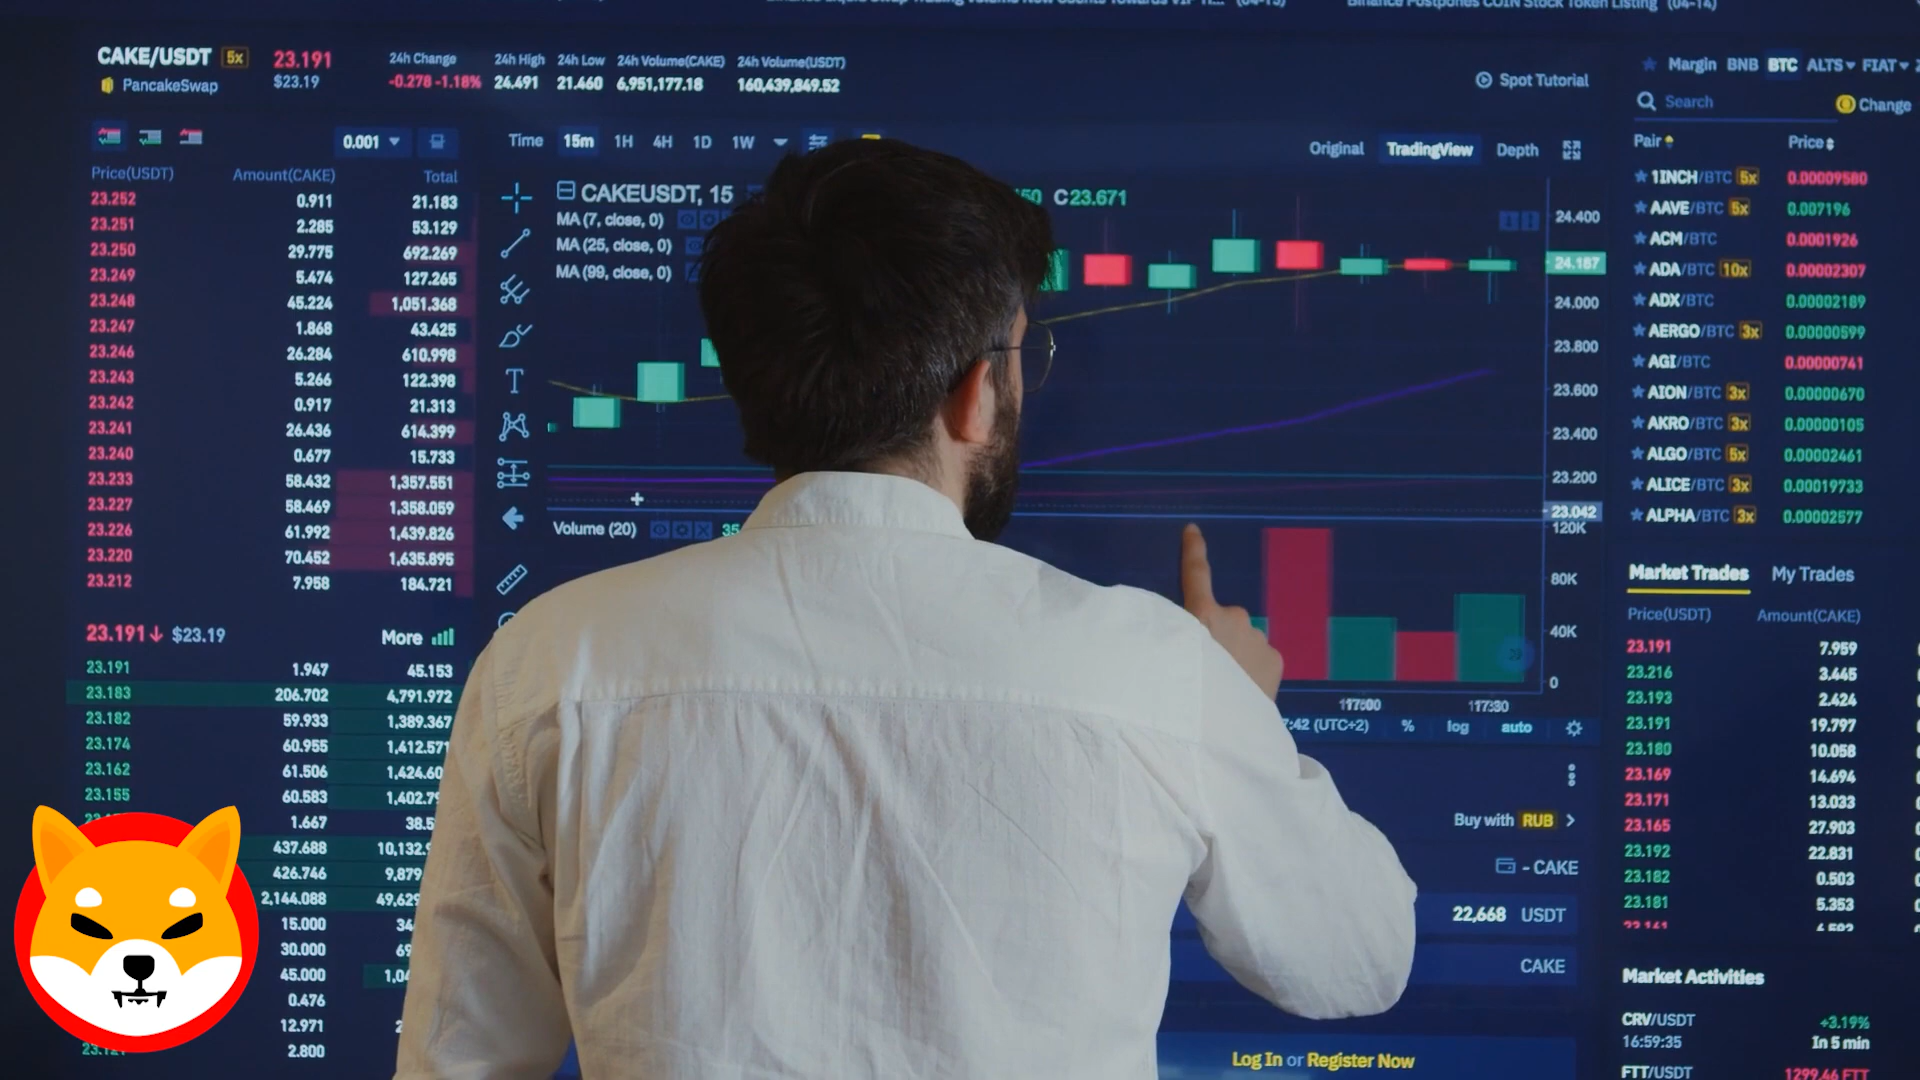 Binance Postpones COIN Stock Token Listing (04-14)
CAKE/USDT 5x
PancakeSwap
23.191
$23.19
24h Change
-0.278 -1.18%
24h High
24.491
24h Low
21.460
24h Volume(CAKE)
6,951,177.18
24h Volume(USDT)
160,439,849.52
Spot Tutorial
0.001
Price(USDT) Amount(CAKE) Total
23.252 0.911 21.183
23.251 2.285 53.129
23.250 29.775 692.269
23.249 5.474 127.265
23.248 45.224 1,051.368
23.247 1.868 43.425
23.246 26.284 610.998
23.243 5.266 122.398
23.242 0.917 21.313
23.241 26.436 614.399
23.240 0.677 15.733
23.233 58.432 1,357.551
23.227 58.469 1,358.059
23.226 61.992 1,439.826
23.220 70.452 1,635.895
23.212 7.958 184.721
23.191↓ $23.19 More
23.191 1.947 45.153
23.183 206.702 4,791.972
23.182 59.933 1,389.367
23.174 60.955 1,412.571
23.162 61.506
23.155 60.583
1.667
437.688
426.746
2,144.088
15.000
30.000
45.000
0.476
12.971
2.800
Time 15m 1H 4H 1D 1W
Original TradingView Depth
CAKEUSDT, 15
C23.671
MA (7, close, 0)
MA (25, close, 0)
MA (99, close, 0)
Volume (20)
24.400
24.187
24.000
23.800
23.600
23.400
23.200
23.042
120K
80K
40K
0
17:42 (UTC+2) % log auto
Buy with RUB
- CAKE
22,668 USDT
CAKE
Log In or Register Now
Margin BNB BTC ALTS FIAT
Search
Change
Pair Price
1INCH/BTC 5x 0.00009580
AAVE/BTC 5x 0.007196
ACM/BTC 0.0001926
ADA/BTC 10x 0.00002307
ADX/BTC 0.00002189
AERGO/BTC 3x 0.00000599
AGI/BTC 0.00000741
AION/BTC 3x 0.00000670
AKRO/BTC 3x 0.00000105
ALGO/BTC 5x 0.00002461
ALICE/BTC 3x 0.00019733
ALPHA/BTC 3x 0.00002577
Market Trades My Trades
Price(USDT) Amount(CAKE)
23.191 7.959
23.216 3.445
23.193 2.424
23.191 19.797
23.180 10.058
23.169 14.694
23.171 13.033
23.165 27.903
23.192 22.831
23.182 0.503
23.181 5.353
Market Activities
CRV/USDT +3.19%
16:59:35 In 5 min
FTT/USDT 1299.46 FTT